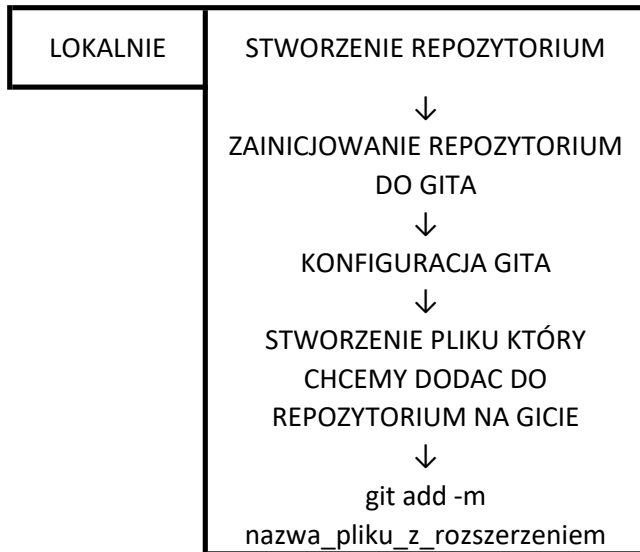 LOKALNIE
STWORZENIE REPOZYTORIUM
↓
ZAINICJOWANIE REPOZYTORIUM
DO GITA
↓
KONFIGURACJA GITA
↓
STWORZENIE PLIKU KTÓRY
CHCEMY DODAC DO
REPOZYTORIUM NA GICIE
↓
git add -m
nazwa_pliku_z_rozszerzeniem